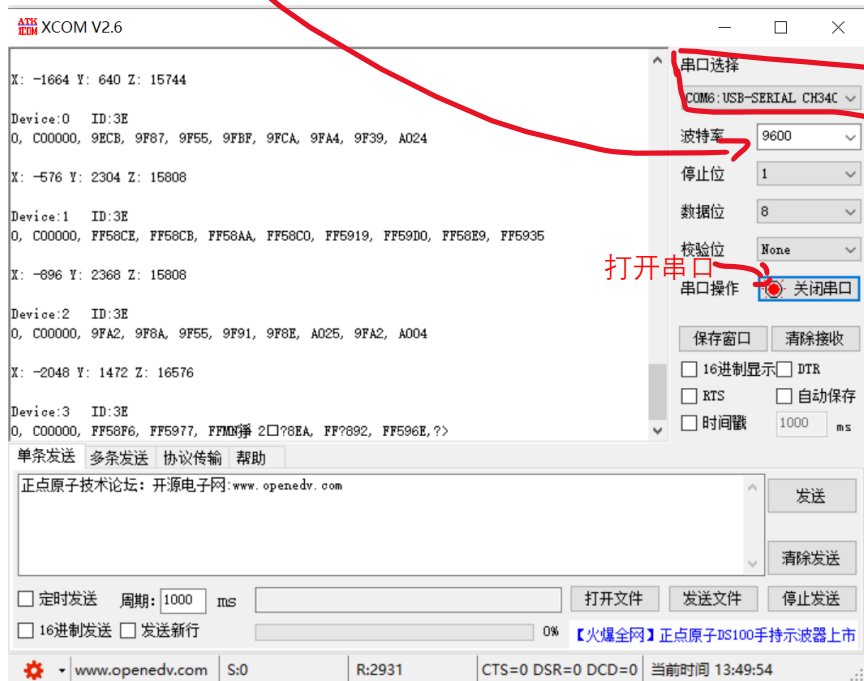 ATK
XCOM XCOM V2.6
X: -1664 Y: 640 Z: 15744
Device:0 ID:3E
0, C00000, 9ECB, 9F87, 9F55, 9FBF, 9FCA, 9FA4, 9F39, A024
X: -576 Y: 2304 Z: 15808
Device:1 ID:3E
0, C00000, FF58CE, FF58CB, FF58AA, FF58C0, FF5919, FF59D0, FF58E9, FF5935
X: -896 Y: 2368 Z: 15808
Device:2 ID:3E
0, C00000, 9FA2, 9F8A, 9F55, 9F91, 9F8E, A025, 9FA2, A004
X: -2048 Y: 1472 Z: 16576
Device:3 ID:3E
0, C00000, FF58F6, FF5977, 2口?8EA, FF?892, FF596E,?>
串口选择
COM6:USB-SERIAL CH34C
波特率 9600
停止位 1
数据位 8
校验位 None
打开串口
串口操作 关闭串口
保存窗口 清除接收
16进制显示 DTR
RTS 自动保存
时间戳 1000 ms
单条发送 多条发送 协议传输 帮助
正点原子技术论坛：开源电子网:www.openedv.com
发送
清除发送
定时发送 周期: 1000 ms 打开文件 发送文件 停止发送
16进制发送 发送新行 0% 【火爆全网】正点原子DS100手持示波器上市
www.openedv.com S:0 R:2931 CTS=0 DSR=0 DCD=0 当前时间 13:49:54